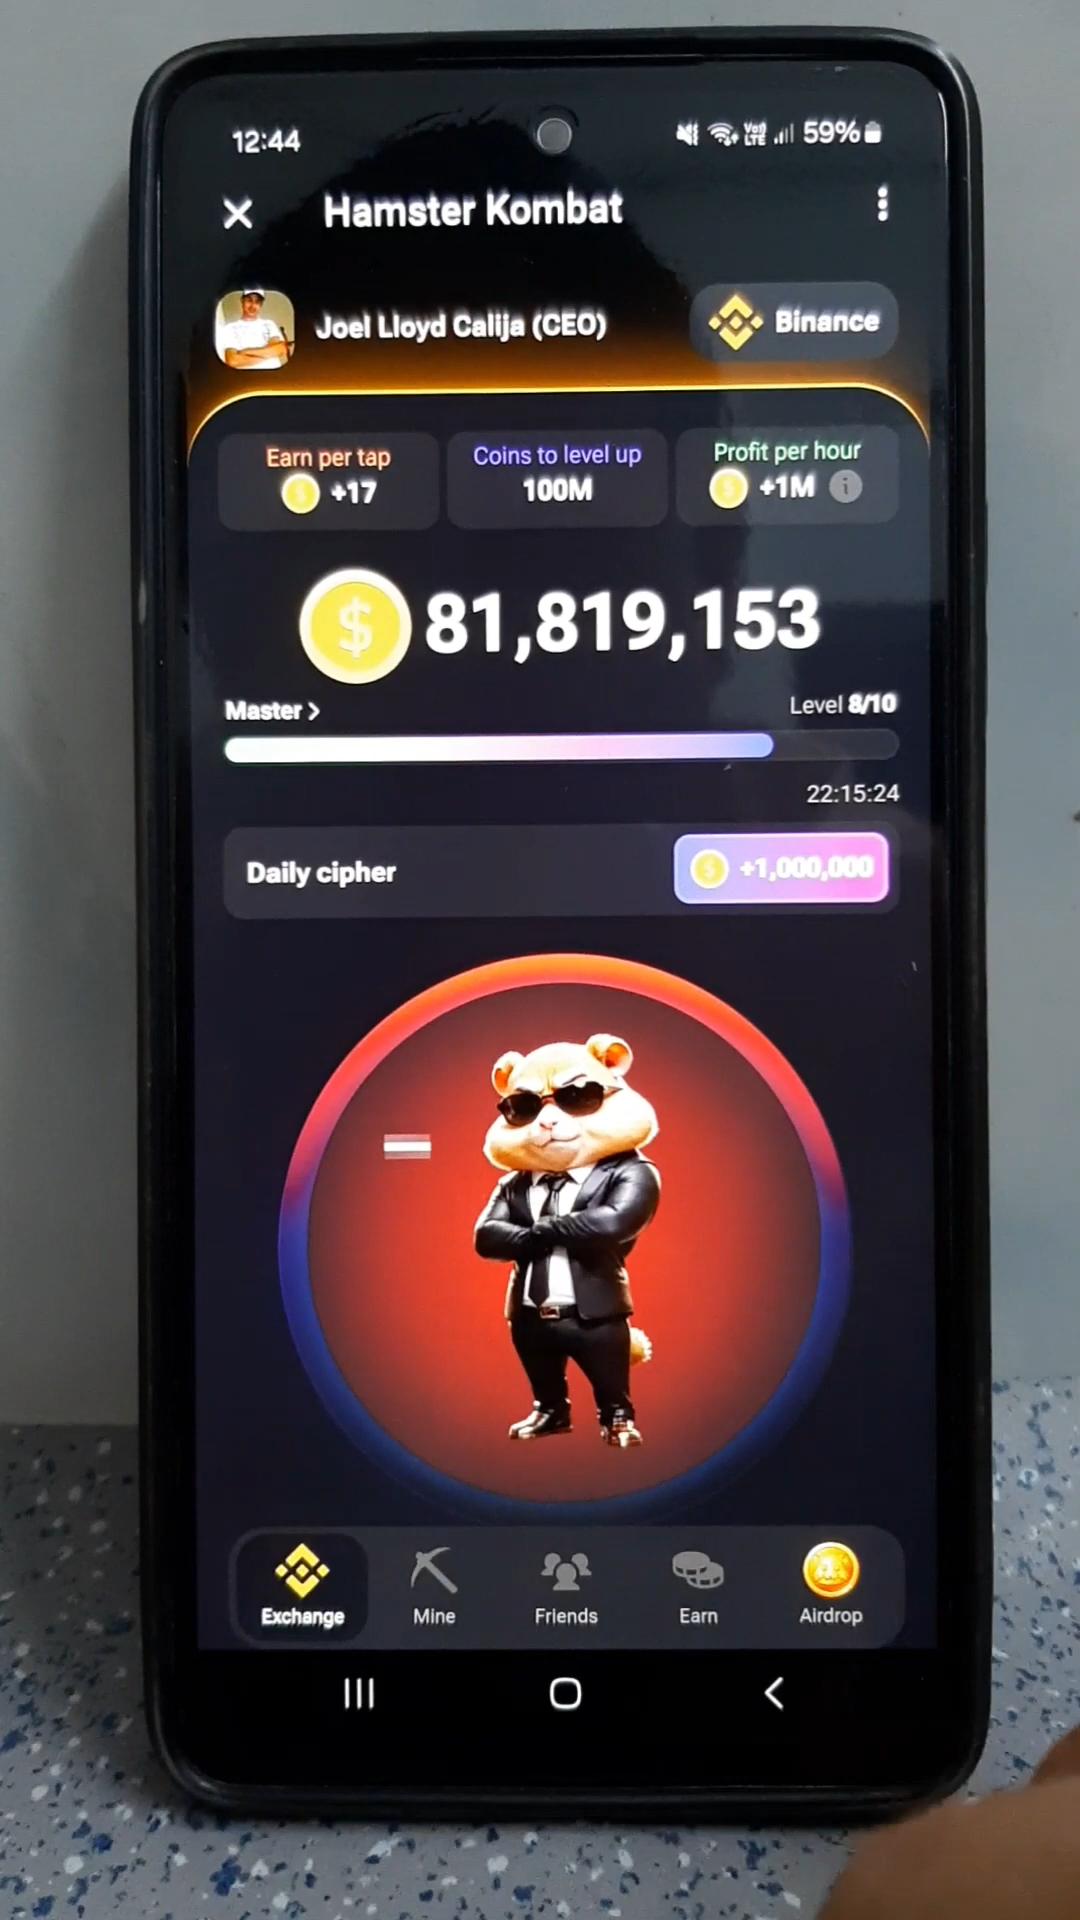 12:44
Voi) LTE 59%
Hamster Kombat
Joel Lloyd Calija (CEO)
Binance
Earn per tap
+17
Coins to level up
100M
Profit per hour
+1M
81,819,153
Master >
Level 8/10
22:15:24
Daily cipher
+1,000,000
Exchange
Mine
Friends
Earn
Airdrop